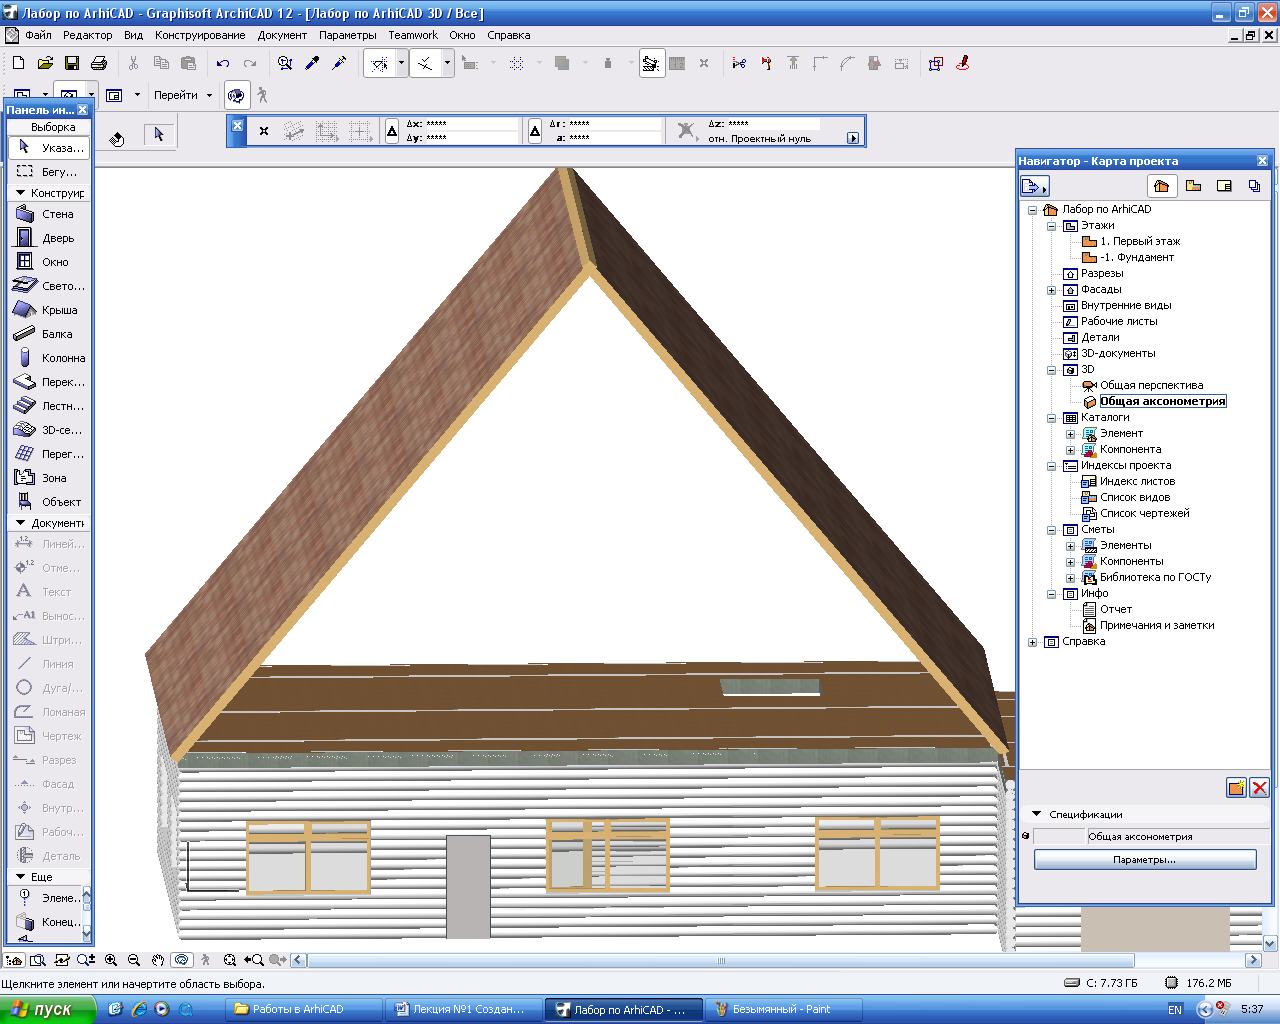 Лабор по ArhiCAD - Graphisoft ArchiCAD 12 - [Лабор по ArhiCAD 3D / Все]
Файл Редактор Вид Конструирование Документ Параметры Teamwork Окно Справка
Перейти
Панель ин...
Выборка
Указа...
Бегу...
Конструир
Стена
Дверь
Окно
Свето...
Крыша
Балка
Колонна
Перек...
Лестн...
3D-се...
Перег...
Зона
Объект
Документи
Линей...
Отме...
Текст
Вынос...
Штри...
Линия
Дуга/...
Ломаная
Чертеж
Разрез
Фасад
Внутр...
Рабоч...
Деталь
Еще
Элеме...
Конец...
Δx: *****
Δy: *****
Δr: *****
a: *****
Δz: *****
отн. Проектный нуль
Навигатор - Карта проекта
Лабор по ArhiCAD
Этажи
1. Первый этаж
-1. Фундамент
Разрезы
Фасады
Внутренние виды
Рабочие листы
Детали
3D-документы
3D
Общая перспектива
Общая аксонометрия
Каталоги
Элемент
Компонента
Индексы проекта
Индекс листов
Список видов
Список чертежей
Сметы
Элементы
Компоненты
Библиотека по ГОСТу
Инфо
Отчет
Примечания и заметки
Справка
Спецификации
Общая аксонометрия
Параметры...
Щелкните элемент или начертите область выбора.
C: 7.73 ГБ
176.2 МБ
пуск
Работы в ArhiCAD
Лекция №1 Создан...
Лабор по ArhiCAD - ...
Безымянный - Paint
EN
5:37